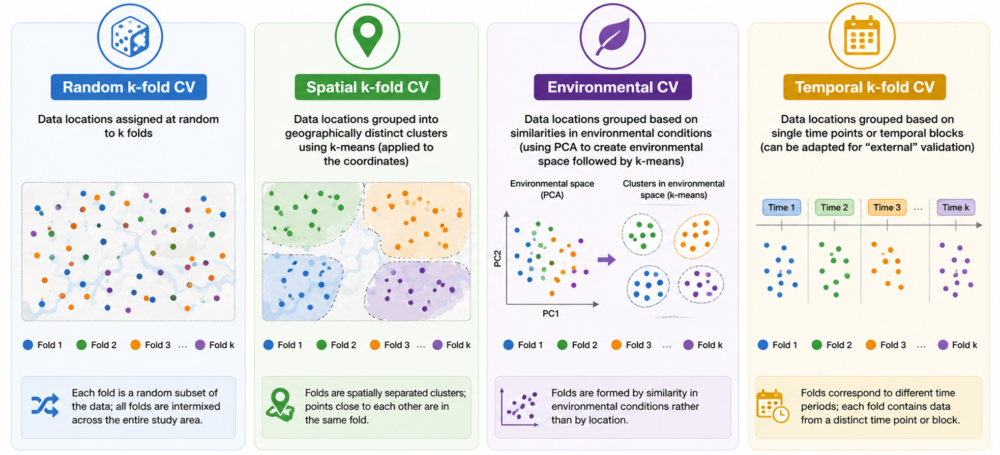 Random k-fold CV
Data locations assigned at random
to k folds
Fold 1
Fold 2
Fold 3
...
Fold k
Each fold is a random subset of
the data; all folds are intermixed
across the entire study area.
Spatial k-fold CV
Data locations grouped into
geographically distinct clusters
using k-means (applied to
the coordinates)
Fold 1
Fold 2
Fold 3
...
Fold k
Folds are spatially separated clusters;
points close to each other are in
the same fold.
Environmental CV
Data locations grouped based on
similarities in environmental conditions
(using PCA to create environmental
space followed by k-means)
Environmental space
(PCA)
Clusters in environmental
space (k-means)
PC2
PC1
Fold 1
Fold 2
Fold 3
...
Fold k
Folds are formed by similarity in
environmental conditions rather
than by location.
Temporal k-fold CV
Data locations grouped based on
single time points or temporal blocks
(can be adapted for “external” validation)
Time 1
Time 2
Time 3
...
Time k
Fold 1
Fold 2
Fold 3
...
Fold k
Folds correspond to different time
periods; each fold contains data
from a distinct time point or block.